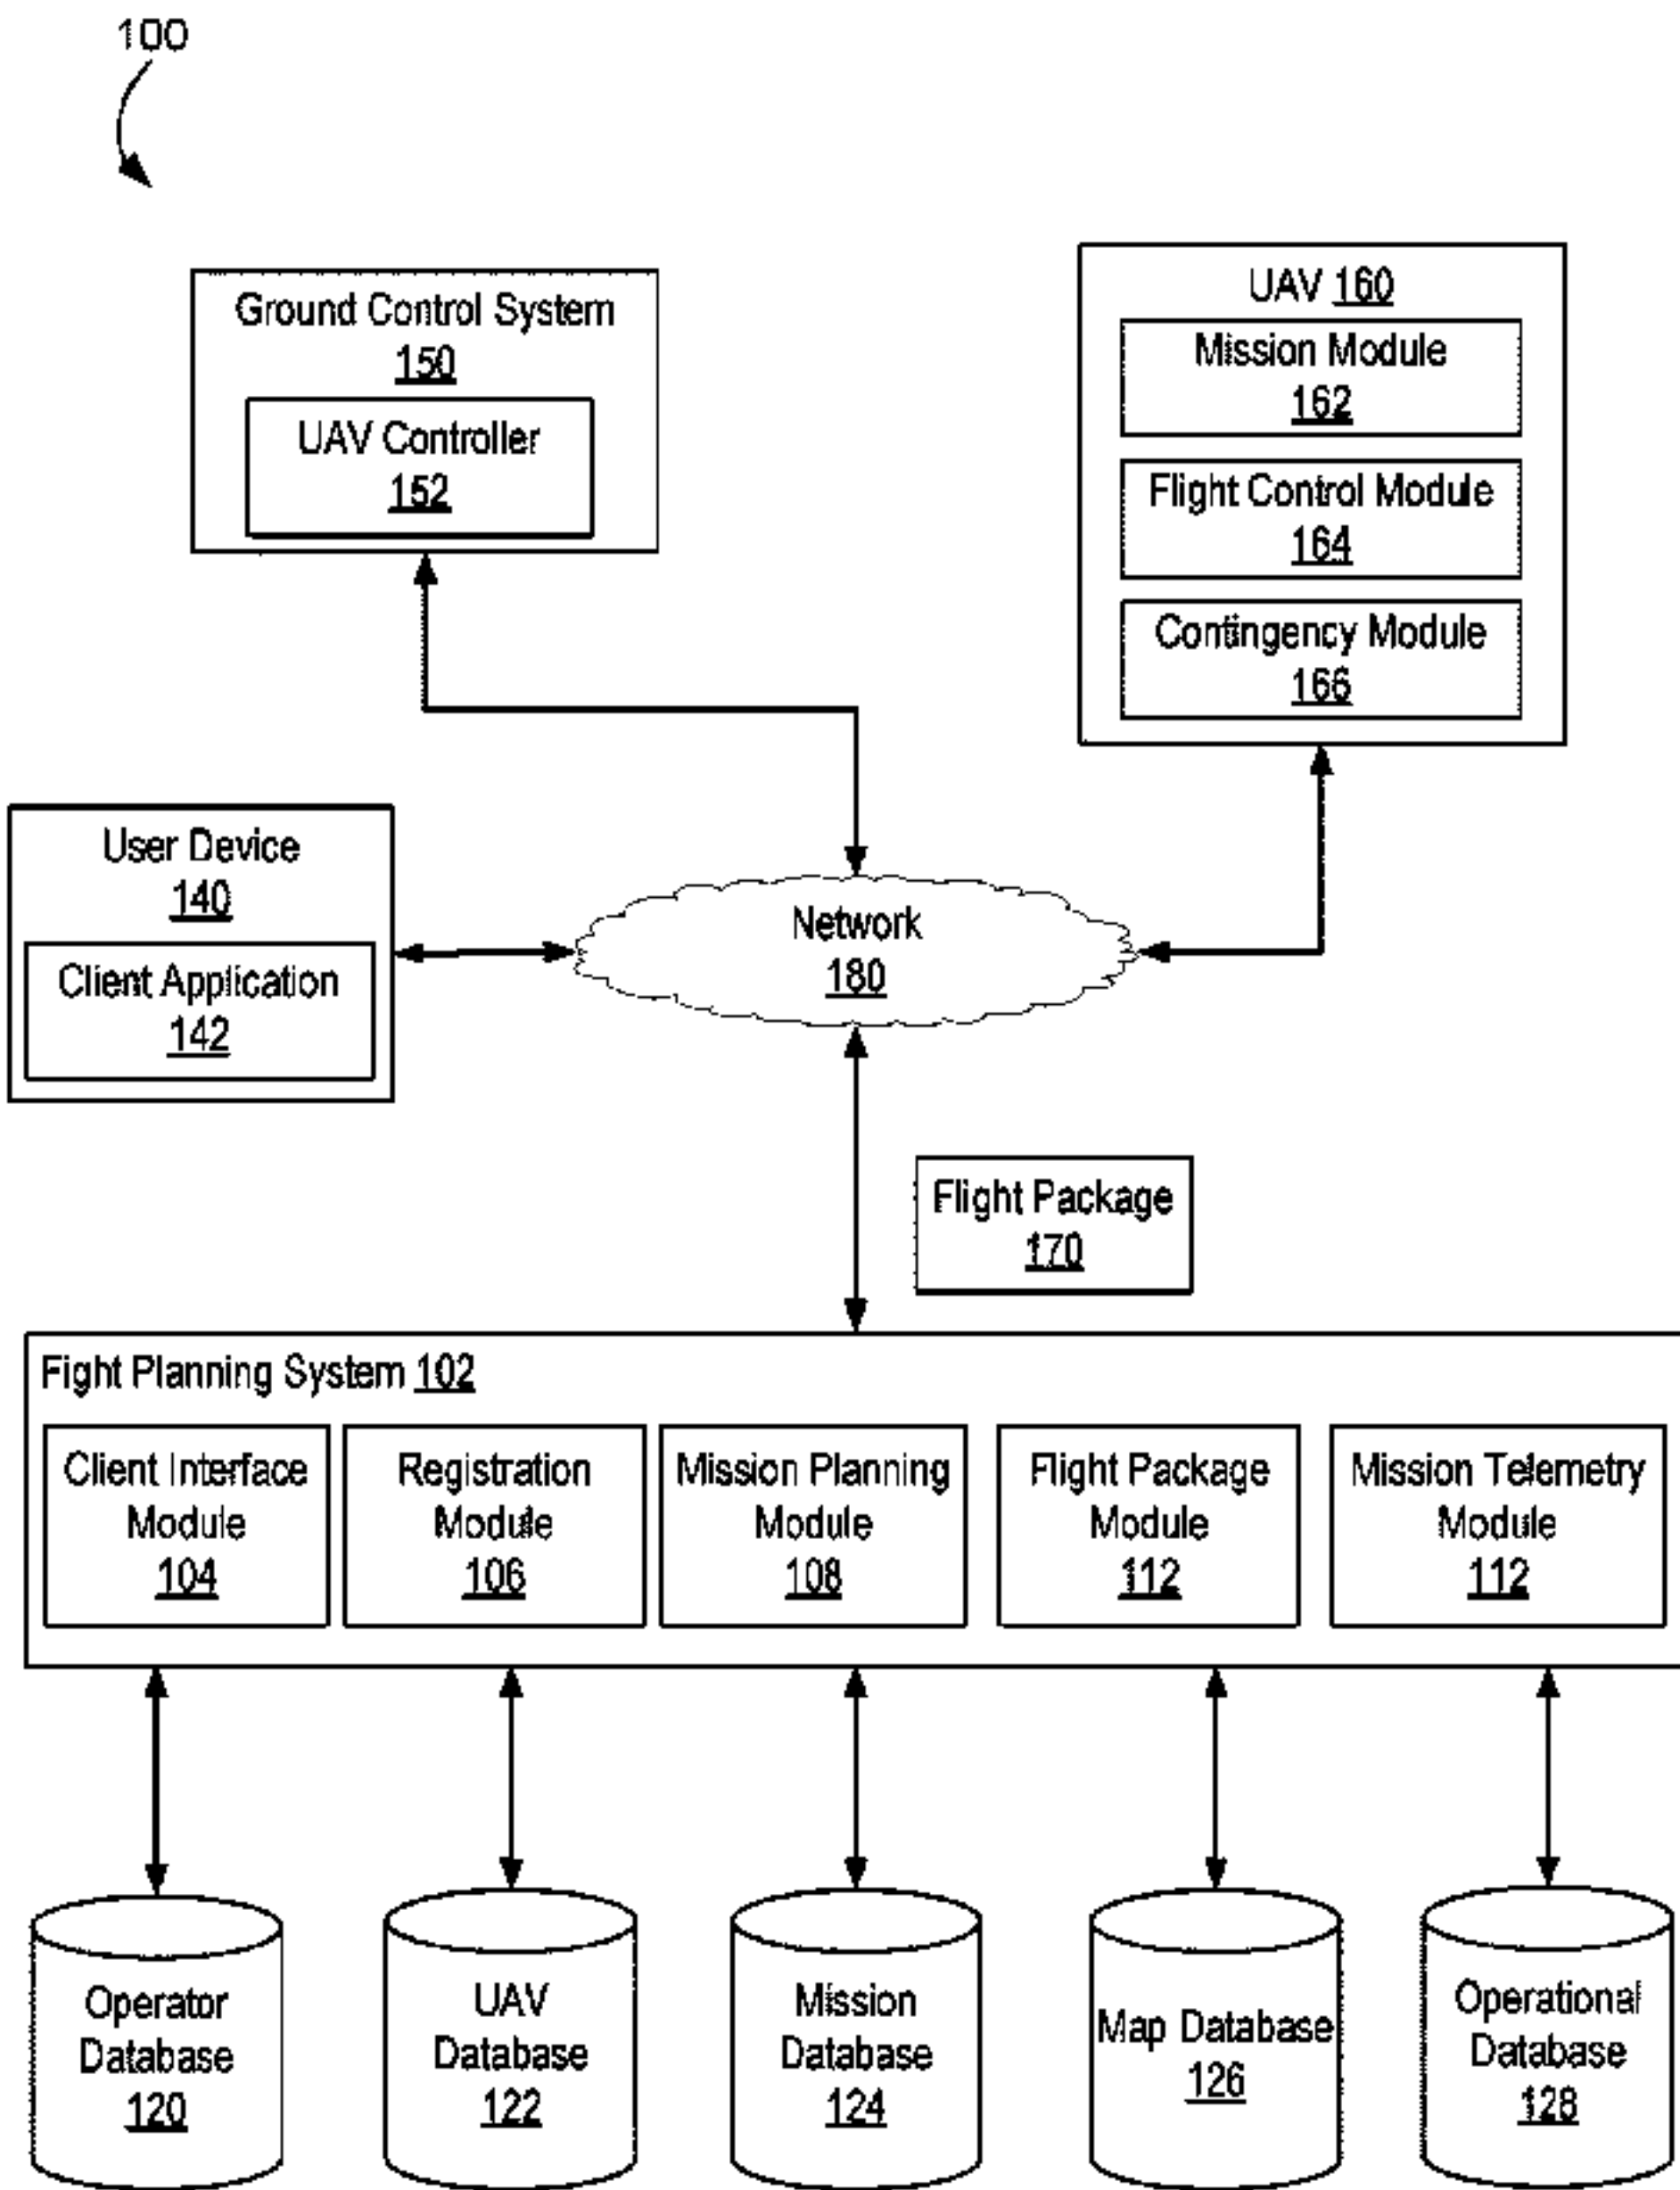 100
Ground Control System
150
UAV Controller
152
UAV 160
Mission Module
162
Flight Control Module
164
Contingency Module
166
User Device
140
Client Application
142
Network
180
Flight Package
170
Fight Planning System 102
Client Interface
Module
104
Registration
Module
106
Mission Planning
Module
108
Flight Package
Module
112
Mission Telemetry
Module
112
Operator
Database
120
UAV
Database
122
Mission
Database
124
Map Database
126
Operational
Database
128